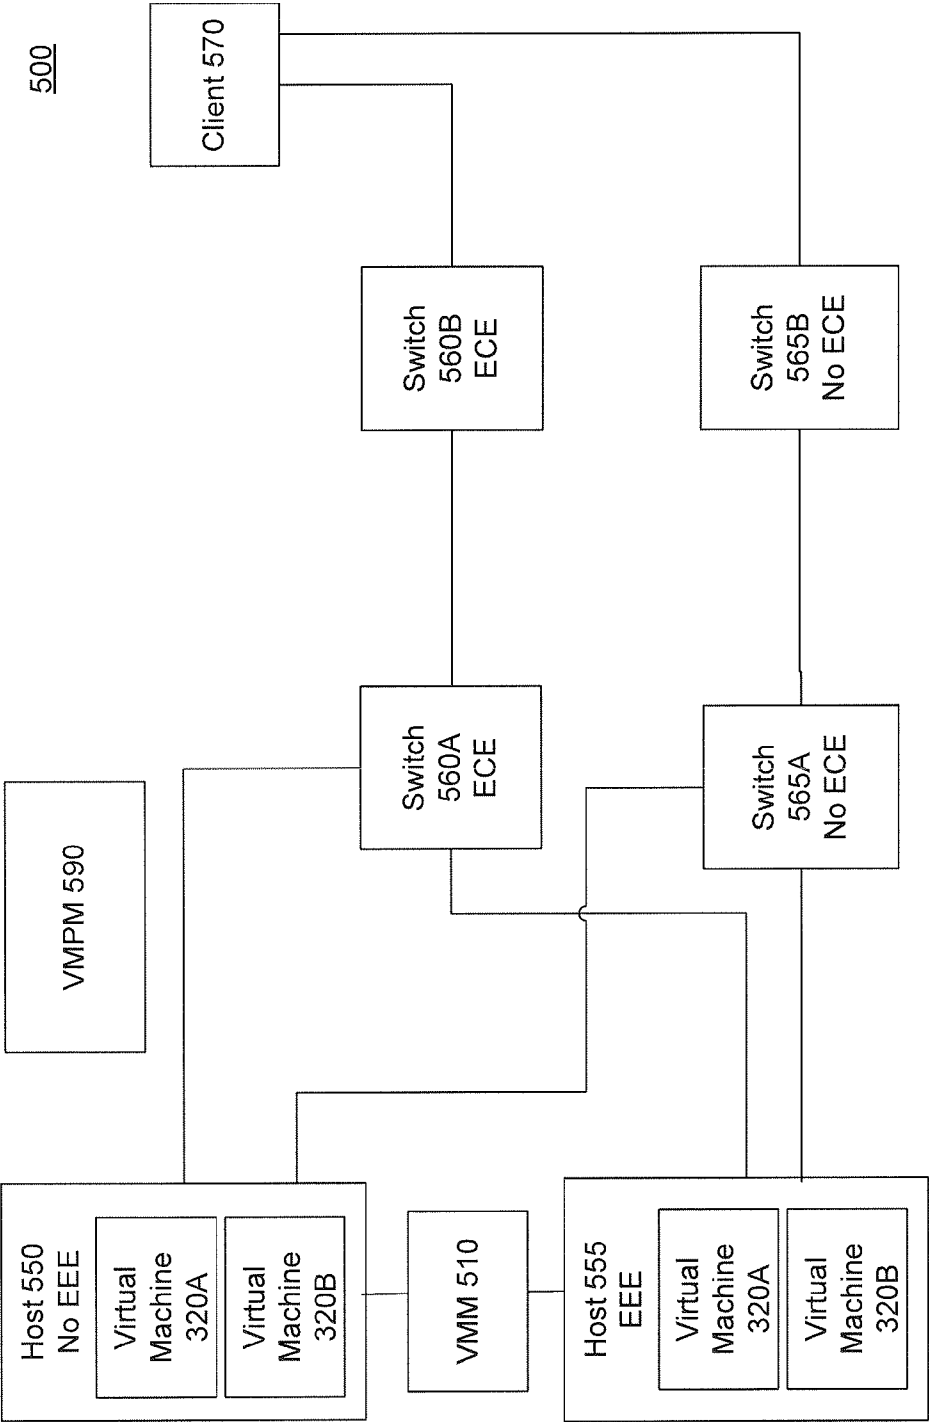 500
Client 570
Switch
560B
ECE
Switch
565B
No ECE
Switch
560A
ECE
Switch
565A
No ECE
VMPM 590
Host 550
No EEE
Virtual
Machine
320A
Virtual
Machine
320B
VMM 510
Host 555
EEE
Virtual
Machine
320A
Virtual
Machine
320B